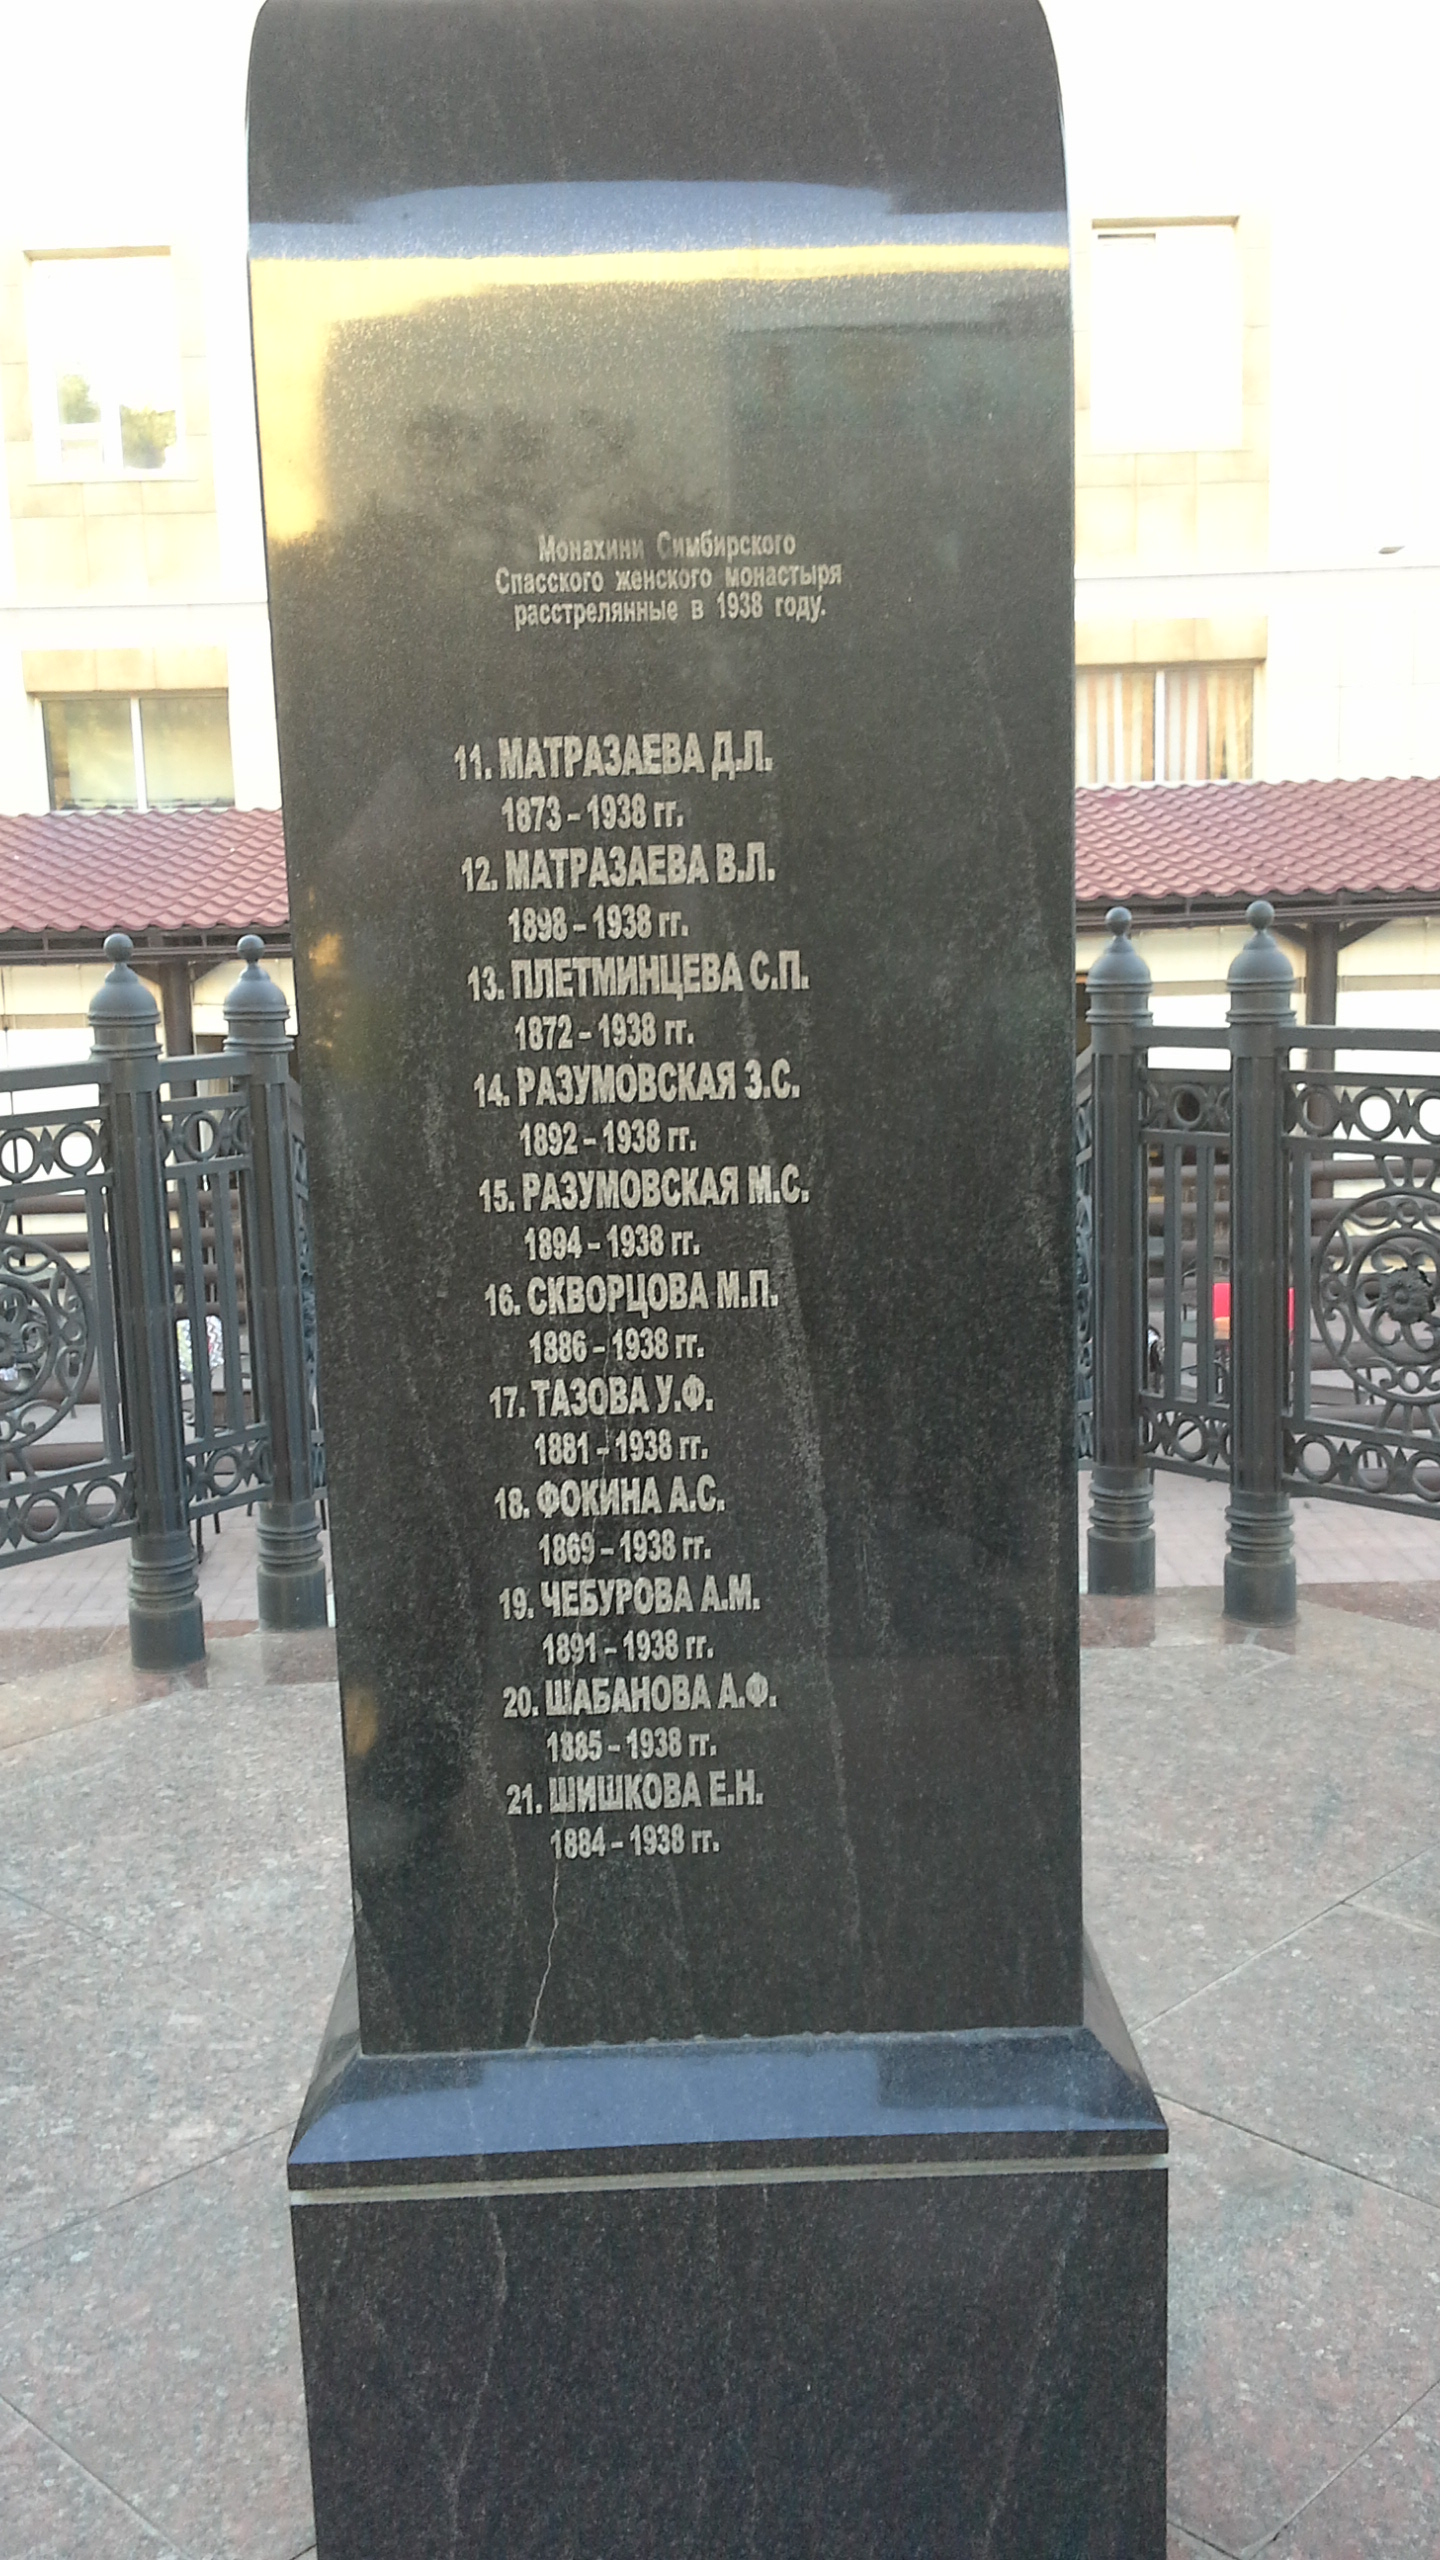 Монахини Симбирского
Спасского женского монастыря
расстрелянные в 1938 году.
11. МАТРАЗАЕВА Д.Л.
1873 – 1938 гг.
12. МАТРАЗАЕВА В.Л.
1898 – 1938 гг.
13. ПЛЕТМИНЦЕВА С.П.
1872 – 1938 гг.
14. РАЗУМОВСКАЯ З.С.
1892 – 1938 гг.
15. РАЗУМОВСКАЯ М.С.
1894 – 1938 гг.
16. СКВОРЦОВА М.П.
1886 – 1938 гг.
17. ТАЗОВА У.Ф.
1881 – 1938 гг.
18. ФОКИНА А.С.
1869 – 1938 гг.
19. ЧЕБУРОВА А.М.
1891 – 1938 гг.
20. ШАБАНОВА А.Ф.
1885 – 1938 гг.
21. ШИШКОВА Е.Н.
1884 – 1938 гг.